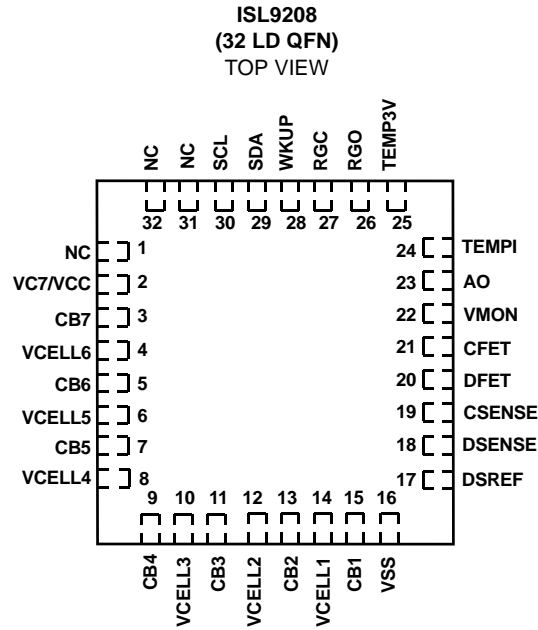 ISL9208
(32 LD QFN)
TOP VIEW
NC NC SCL SDA WKUP RGC RGO TEMP3V
32 31 30 29 28 27 26 25
NC 1
VC7/VCC 2
CB7 3
VCELL6 4
CB6 5
VCELL5 6
CB5 7
VCELL4 8
24 TEMPI
23 AO
22 VMON
21 CFET
20 DFET
19 CSENSE
18 DSENSE
17 DSREF
9 10 11 12 13 14 15 16
CB4 VCELL3 CB3 VCELL2 CB2 VCELL1 CB1 VSS